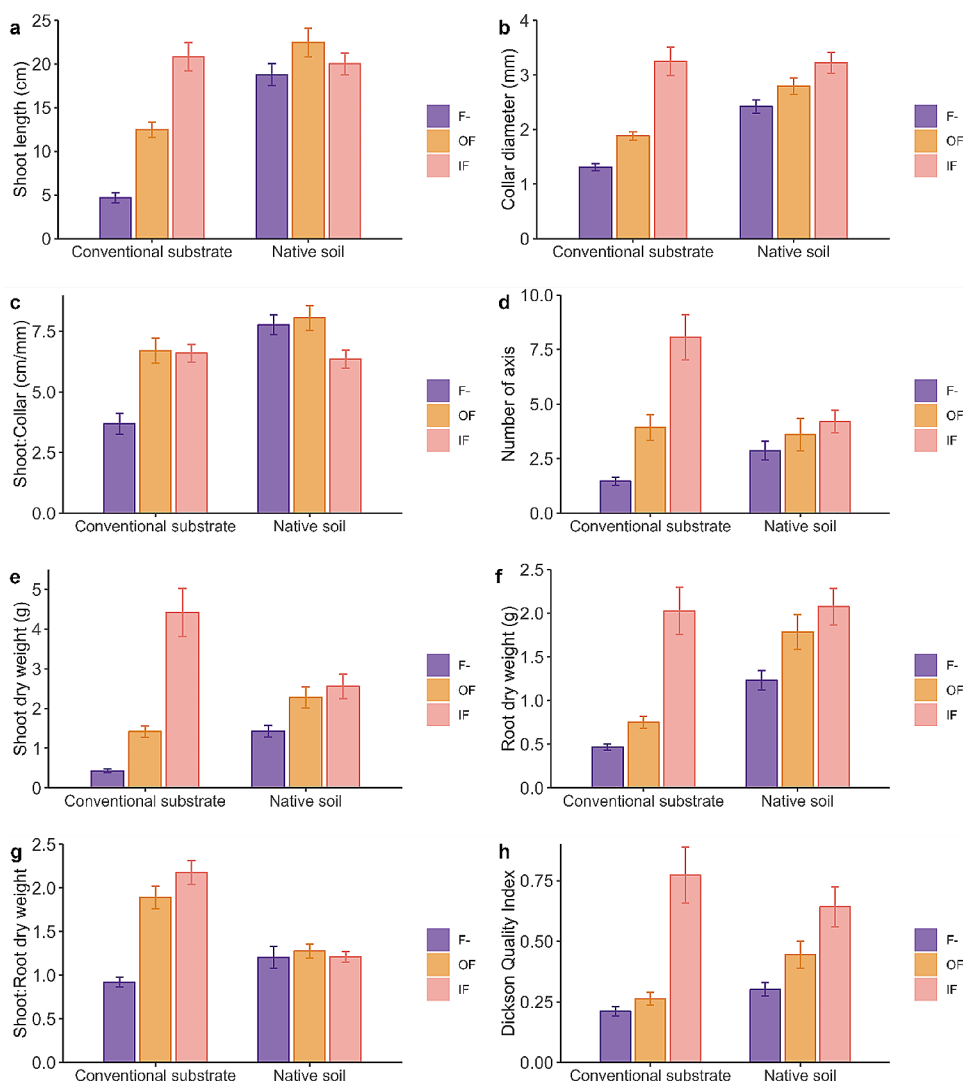 a
Shoot length (cm)
25
20
15
10
5
0
Conventional substrate
Native soil
F-
OF
IF
b
Collar diameter (mm)
4
3
2
1
0
Conventional substrate
Native soil
F-
OF
IF
c
Shoot:Collar (cm/mm)
7.5
5.0
2.5
0.0
Conventional substrate
Native soil
F-
OF
IF
d
Number of axis
10.0
7.5
5.0
2.5
0.0
Conventional substrate
Native soil
F-
OF
IF
e
Shoot dry weight (g)
5
4
3
2
1
0
Conventional substrate
Native soil
F-
OF
IF
f
Root dry weight (g)
2.5
2.0
1.5
1.0
0.5
0.0
Conventional substrate
Native soil
F-
OF
IF
g
Shoot:Root dry weight
2.5
2.0
1.5
1.0
0.5
0.0
Conventional substrate
Native soil
F-
OF
IF
h
Dickson Quality Index
0.75
0.50
0.25
0.00
Conventional substrate
Native soil
F-
OF
IF